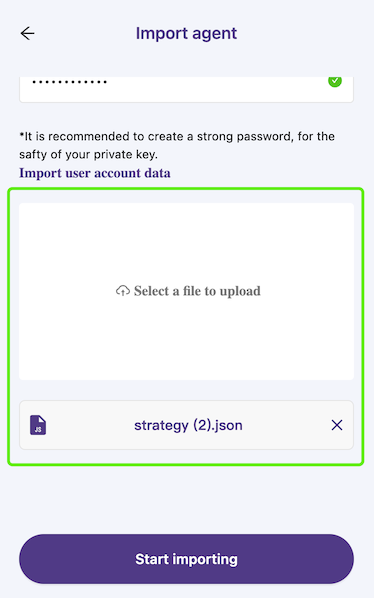 Import agent
••••••••••••
*It is recommended to create a strong password, for the
safty of your private key.
Import user account data
Select a file to upload
JS
strategy (2).json
Start importing